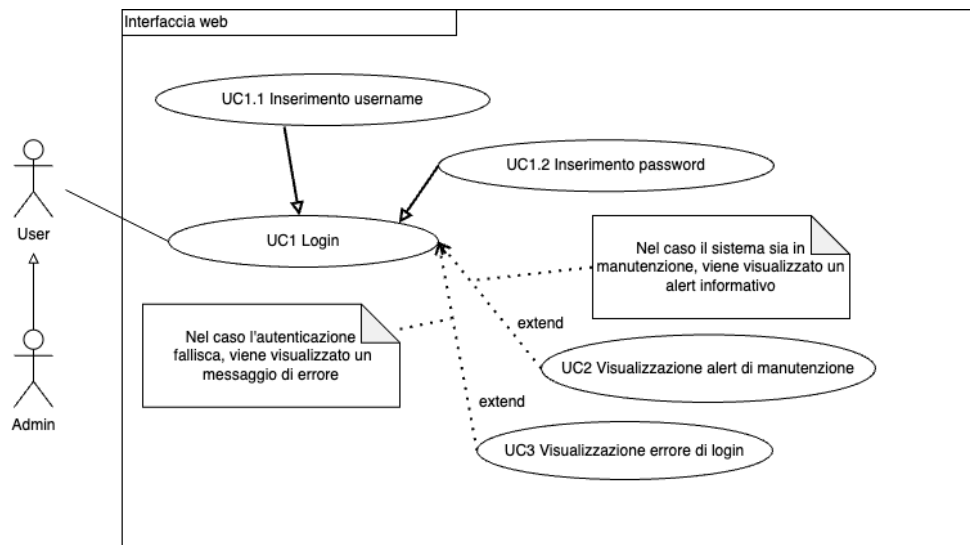 Interfaccia web
UC1.1 Inserimento username
UC1.2 Inserimento password
User
UC1 Login
Nel caso il sistema sia in
manutenzione, viene visualizzato un
alert informativo
Nel caso l'autenticazione
fallisca, viene visualizzato un
messaggio di errore
extend
UC2 Visualizzazione alert di manutenzione
extend
Admin
UC3 Visualizzazione errore di login